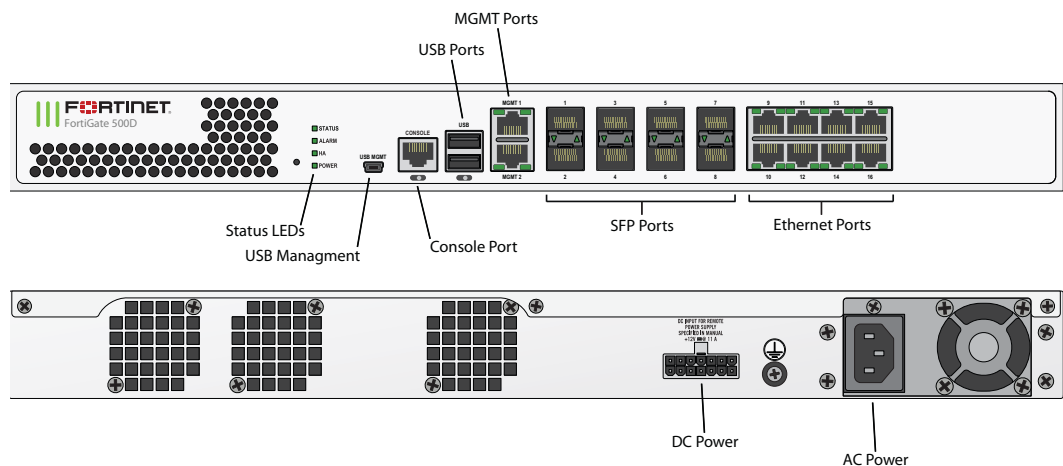 MGMT Ports
USB Ports
FORTINET
FortiGate 500D
STATUS
ALARM
HA
POWER
USB MGMT
CONSOLE
USB
MGMT 1
MGMT 2
1 3 5 7
2 4 6 8
9 11 13 15
10 12 14 16
Status LEDs
USB Managment
Console Port
SFP Ports
Ethernet Ports
DC INPUT FOR REMOTE
POWER SUPPLY
SPECIFIED IN MANUAL
+12V ⎓@ 11 A
DC Power
AC Power